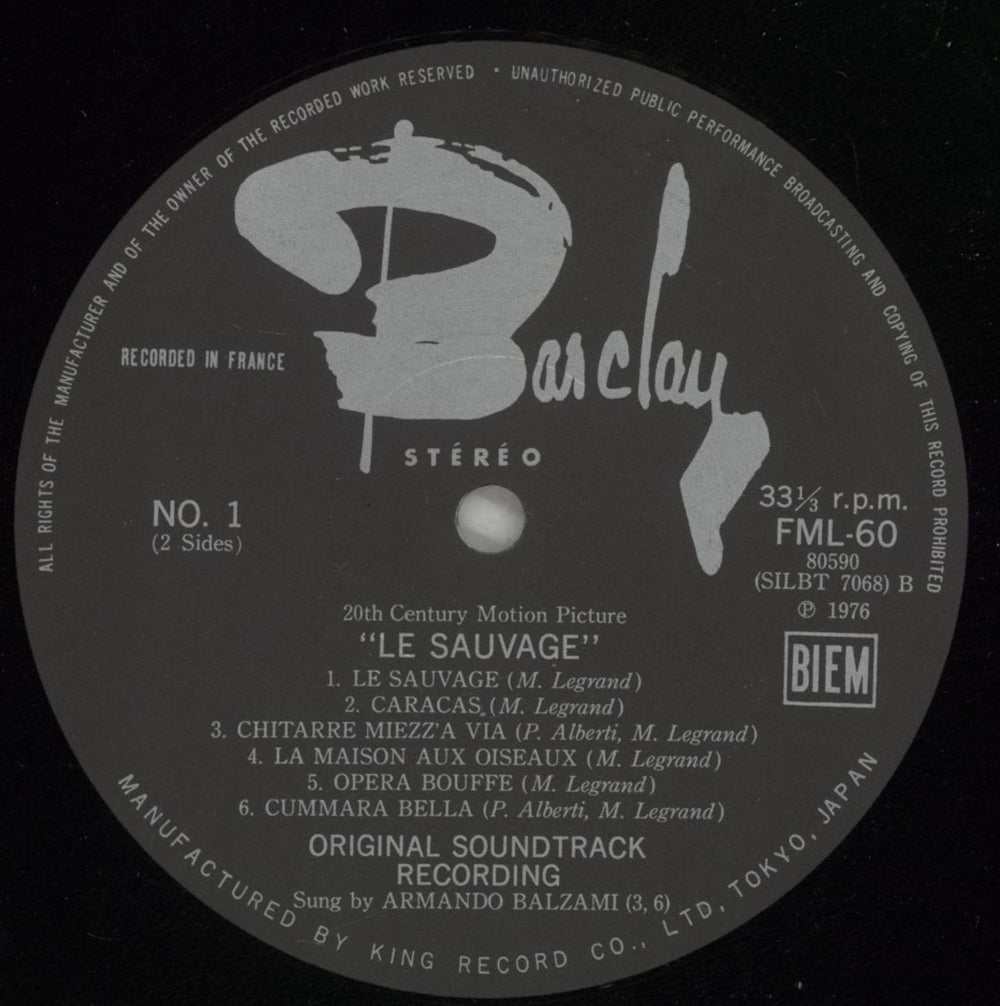 ALL RIGHTS OF THE MANUFACTURER AND OF THE OWNER OF THE RECORDED WORK RESERVED • UNAUTHORIZED PUBLIC PERFORMANCE BROADCASTING AND COPYING OF THIS RECORD PROHIBITED
Barclay
RECORDED IN FRANCE
STÉRÉO
NO. 1
(2 Sides)
33⅓ r.p.m.
FML-60
80590
(SILBT 7068) B
℗ 1976
BIEM
20th Century Motion Picture
“LE SAUVAGE”
1. LE SAUVAGE (M. Legrand)
2. CARACAS (M. Legrand)
3. CHITARRE MIEZZ'A VIA (P. Alberti, M. Legrand)
4. LA MAISON AUX OISEAUX (M. Legrand)
5. OPERA BOUFFE (M. Legrand)
6. CUMMARA BELLA (P. Alberti, M. Legrand)
ORIGINAL SOUNDTRACK
RECORDING
Sung by ARMANDO BALZAMI (3, 6)
MANUFACTURED BY KING RECORD CO., LTD, TOKYO, JAPAN